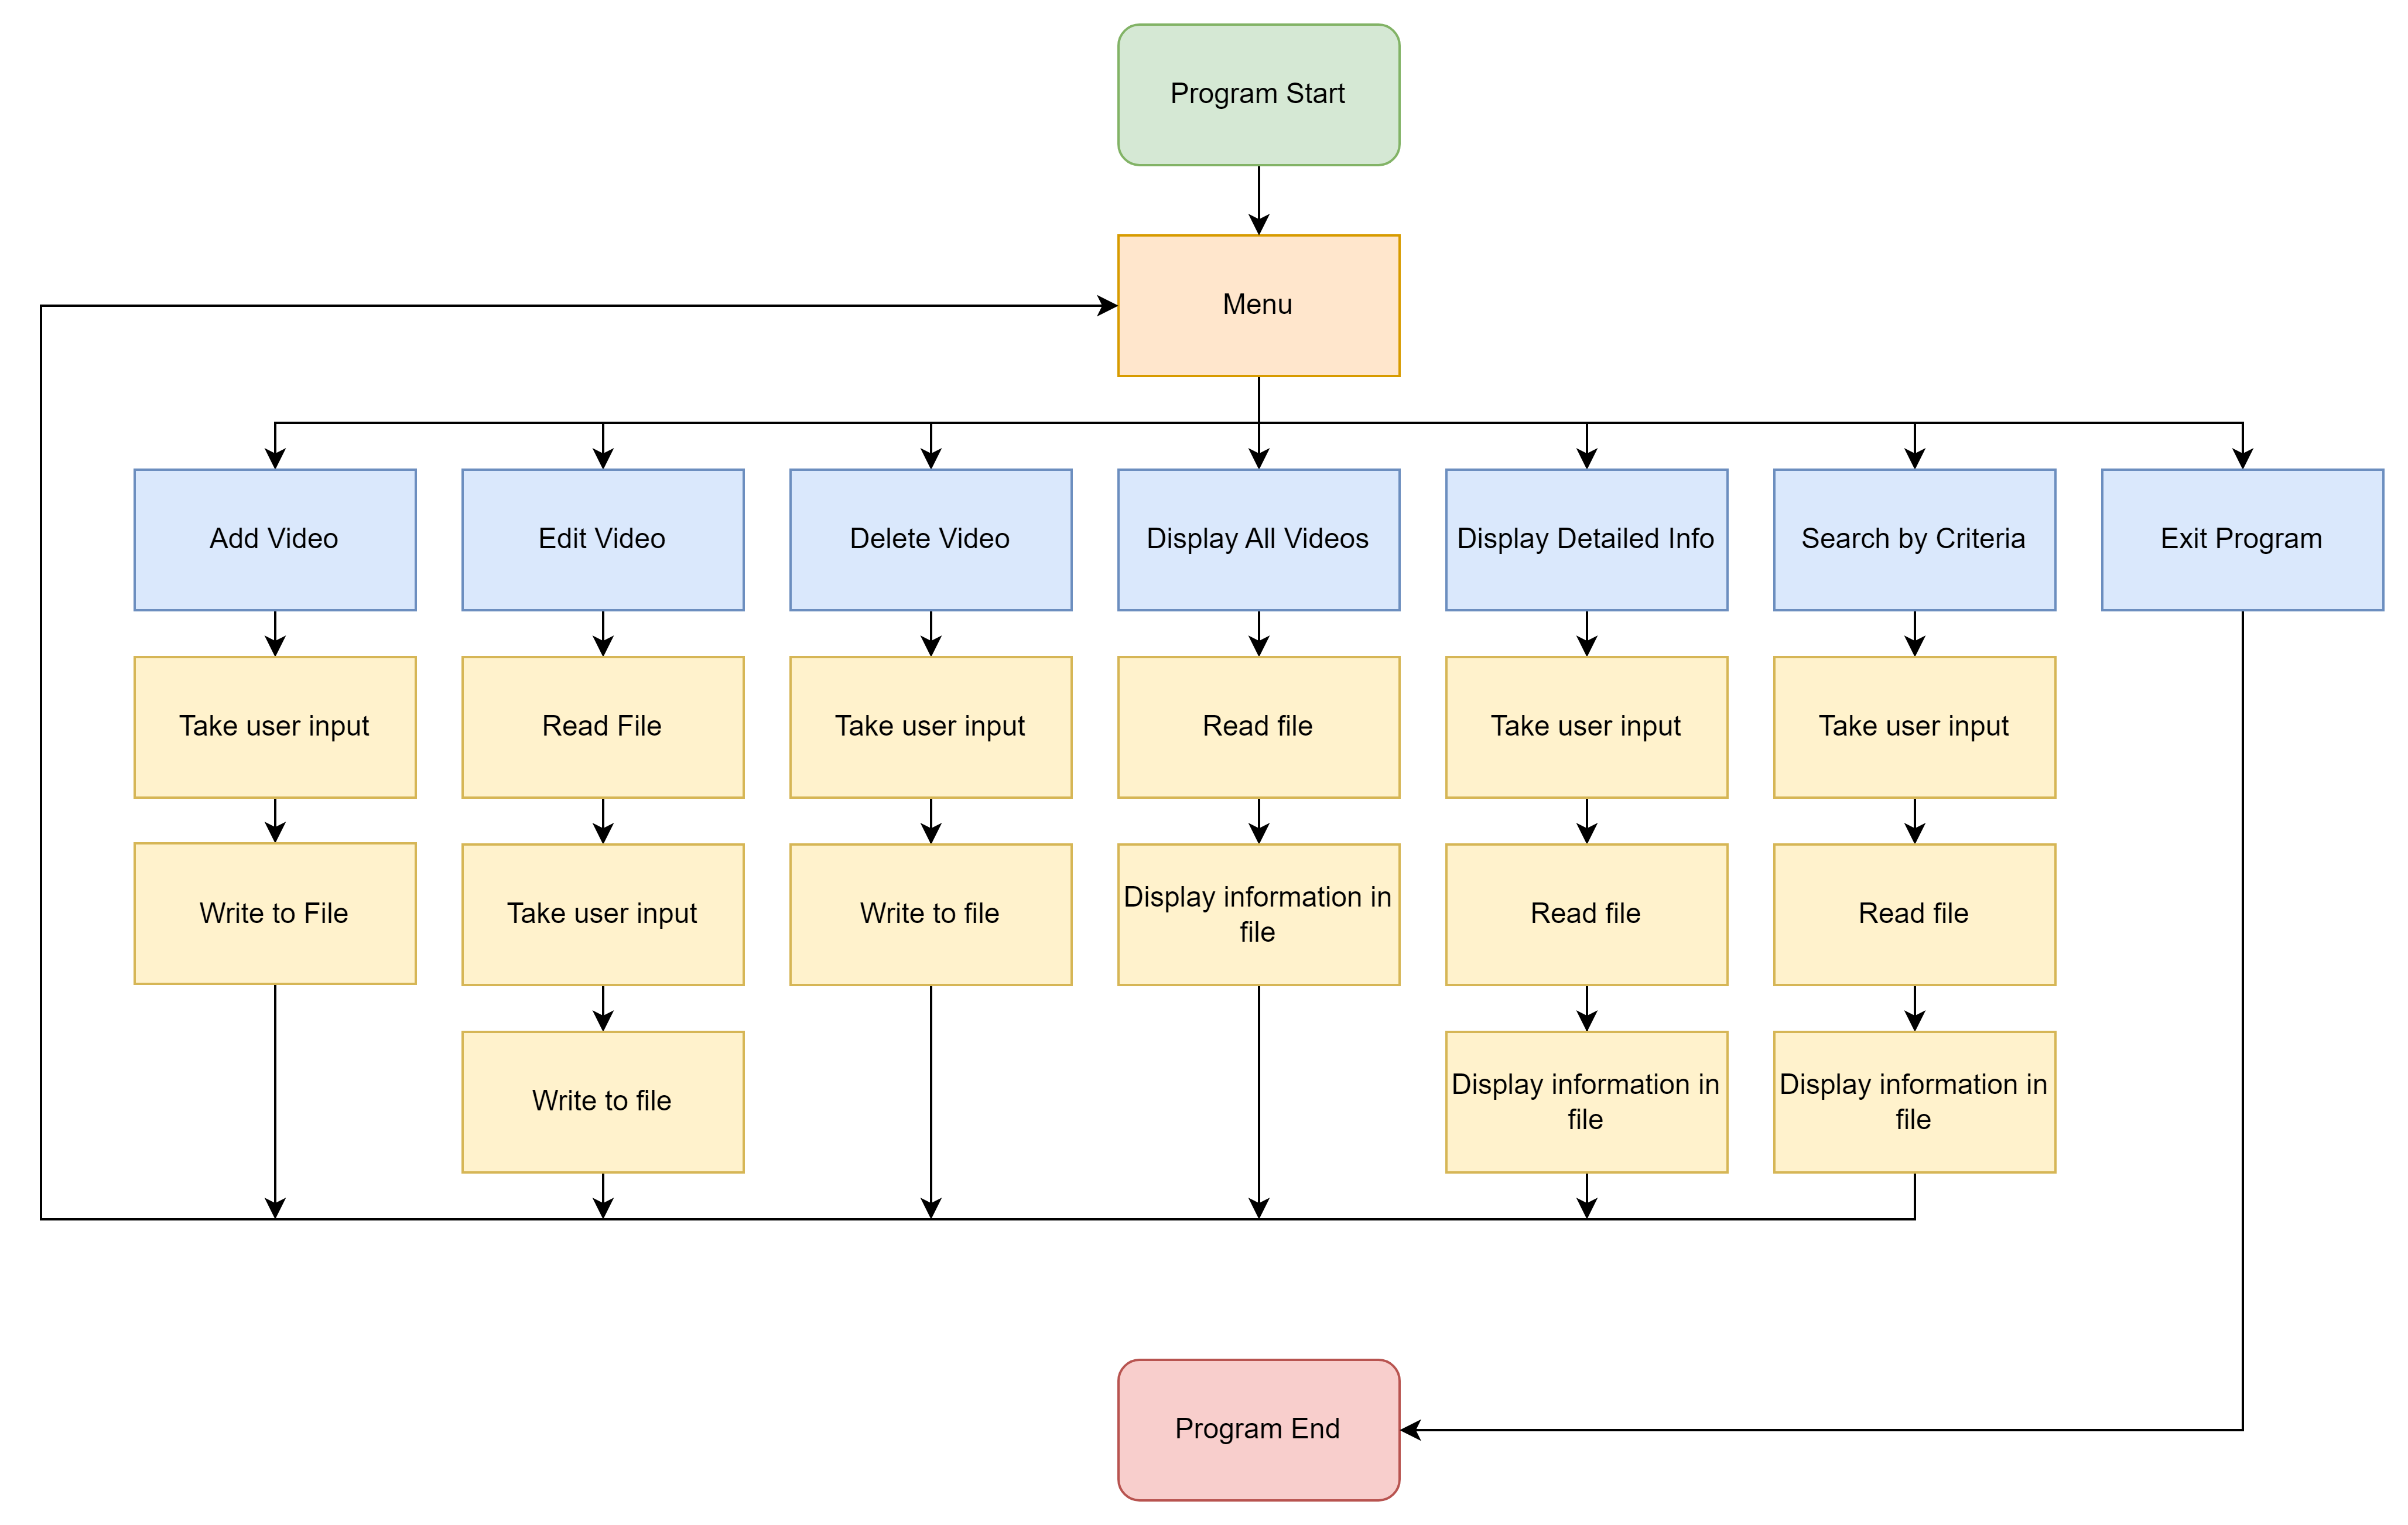 Program Start
Menu
Add Video
Edit Video
Delete Video
Display All Videos
Display Detailed Info
Search by Criteria
Exit Program
Take user input
Read File
Take user input
Read file
Take user input
Take user input
Write to File
Take user input
Write to file
Display information in
file
Read file
Read file
Write to file
Display information in
file
Display information in
file
Program End